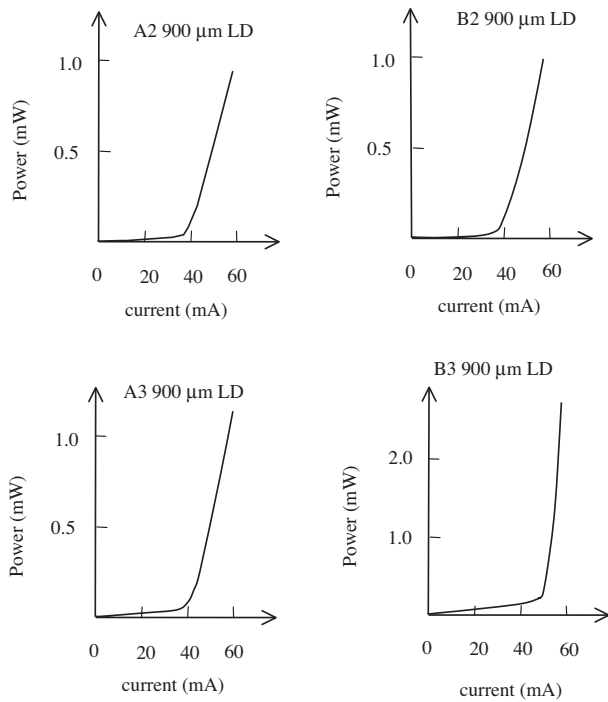 A2 900 µm LD
Power (mW)
1.0
0.5
0 20 40 60
current (mA)
B2 900 µm LD
Power (mW)
1.0
0.5
0 20 40 60
current (mA)
A3 900 µm LD
Power (mW)
1.0
0.5
0 20 40 60
current (mA)
B3 900 µm LD
Power (mW)
2.0
1.0
0 20 40 60
current (mA)